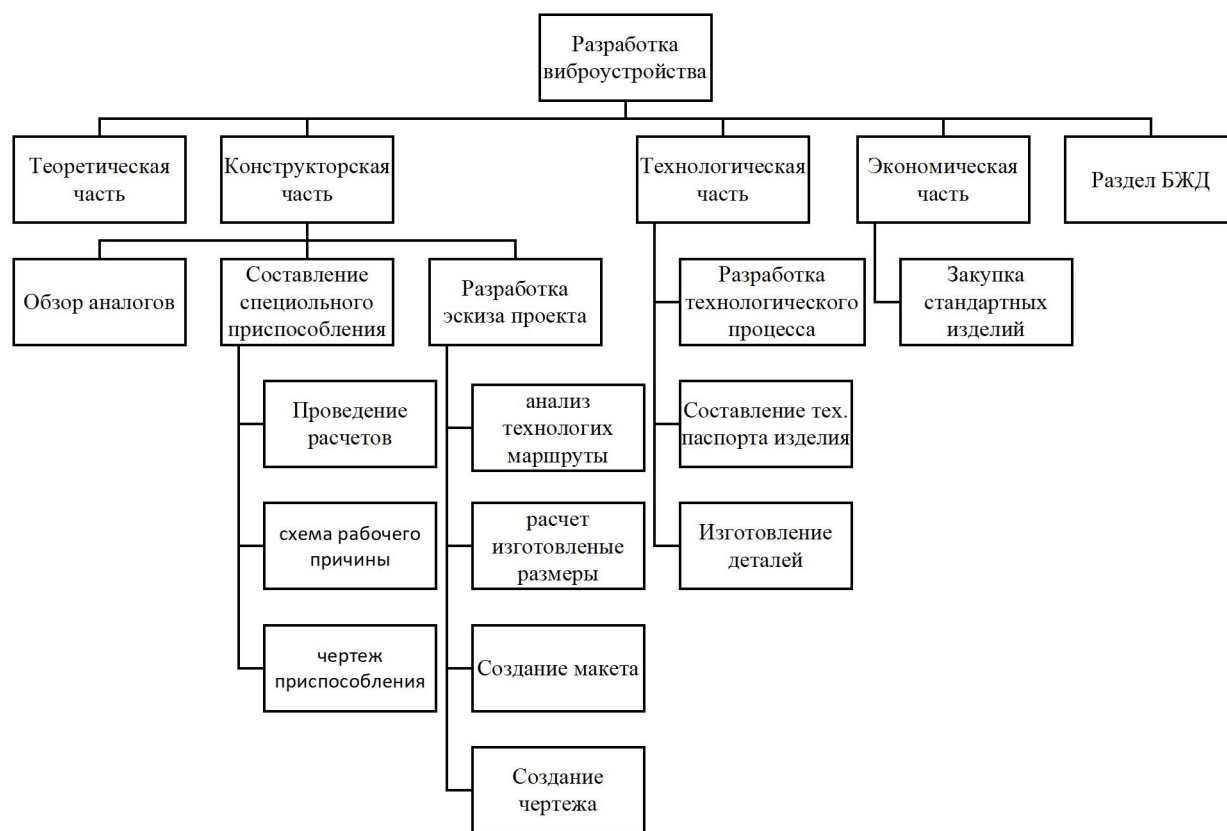 Разработка
виброустройства
Теоретическая
часть
Конструкторская
часть
Технологическая
часть
Экономическая
часть
Раздел БЖД
Обзор аналогов
Составление
специольного
приспособления
Разработка
эскиза проекта
Разработка
технологического
процесса
Закупка
стандартных
изделий
Проведение
расчетов
анализ
технологих
маршруты
Составление тех.
паспорта изделия
схема рабочего
причины
расчет
изготовленые
размеры
Изготовление
деталей
чертеж
приспособления
Создание макета
Создание
чертежа